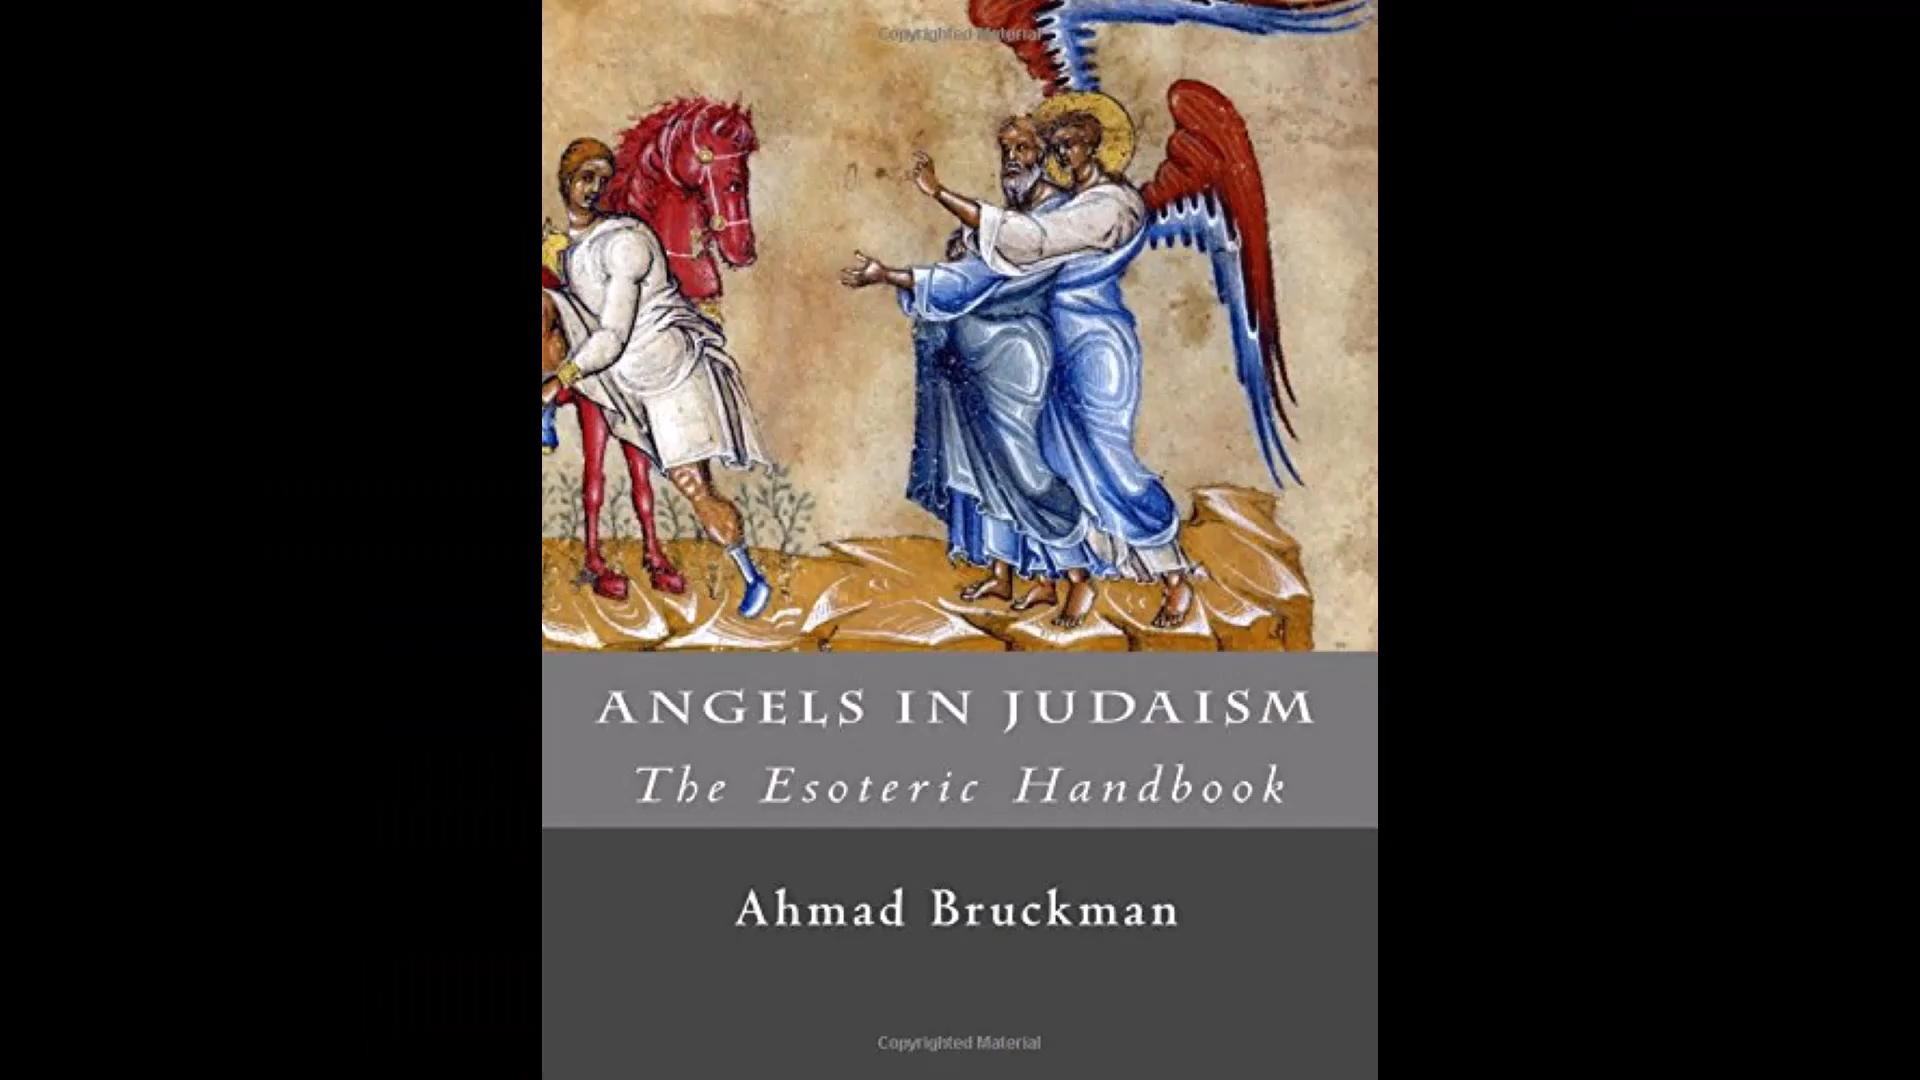 Copyrighted Material
ANGELS IN JUDAISM
The Esoteric Handbook
Ahmad Bruckman
Copyrighted Material